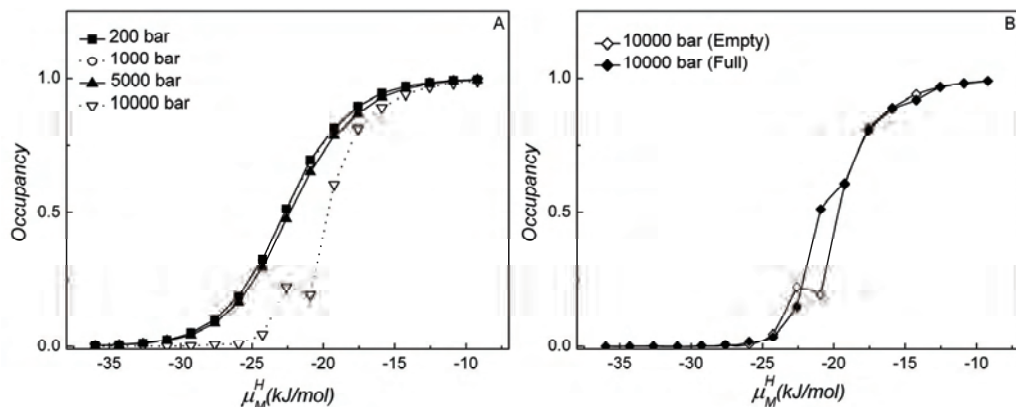 A
200 bar
1000 bar
5000 bar
10000 bar
1.0
0.5
0.0
Occupancy
-35 -30 -25 -20 -15 -10
μ_M^H (kJ/mol)
B
10000 bar (Empty)
10000 bar (Full)
1.0
0.5
0.0
Occupancy
-35 -30 -25 -20 -15 -10
μ_M^H (kJ/mol)